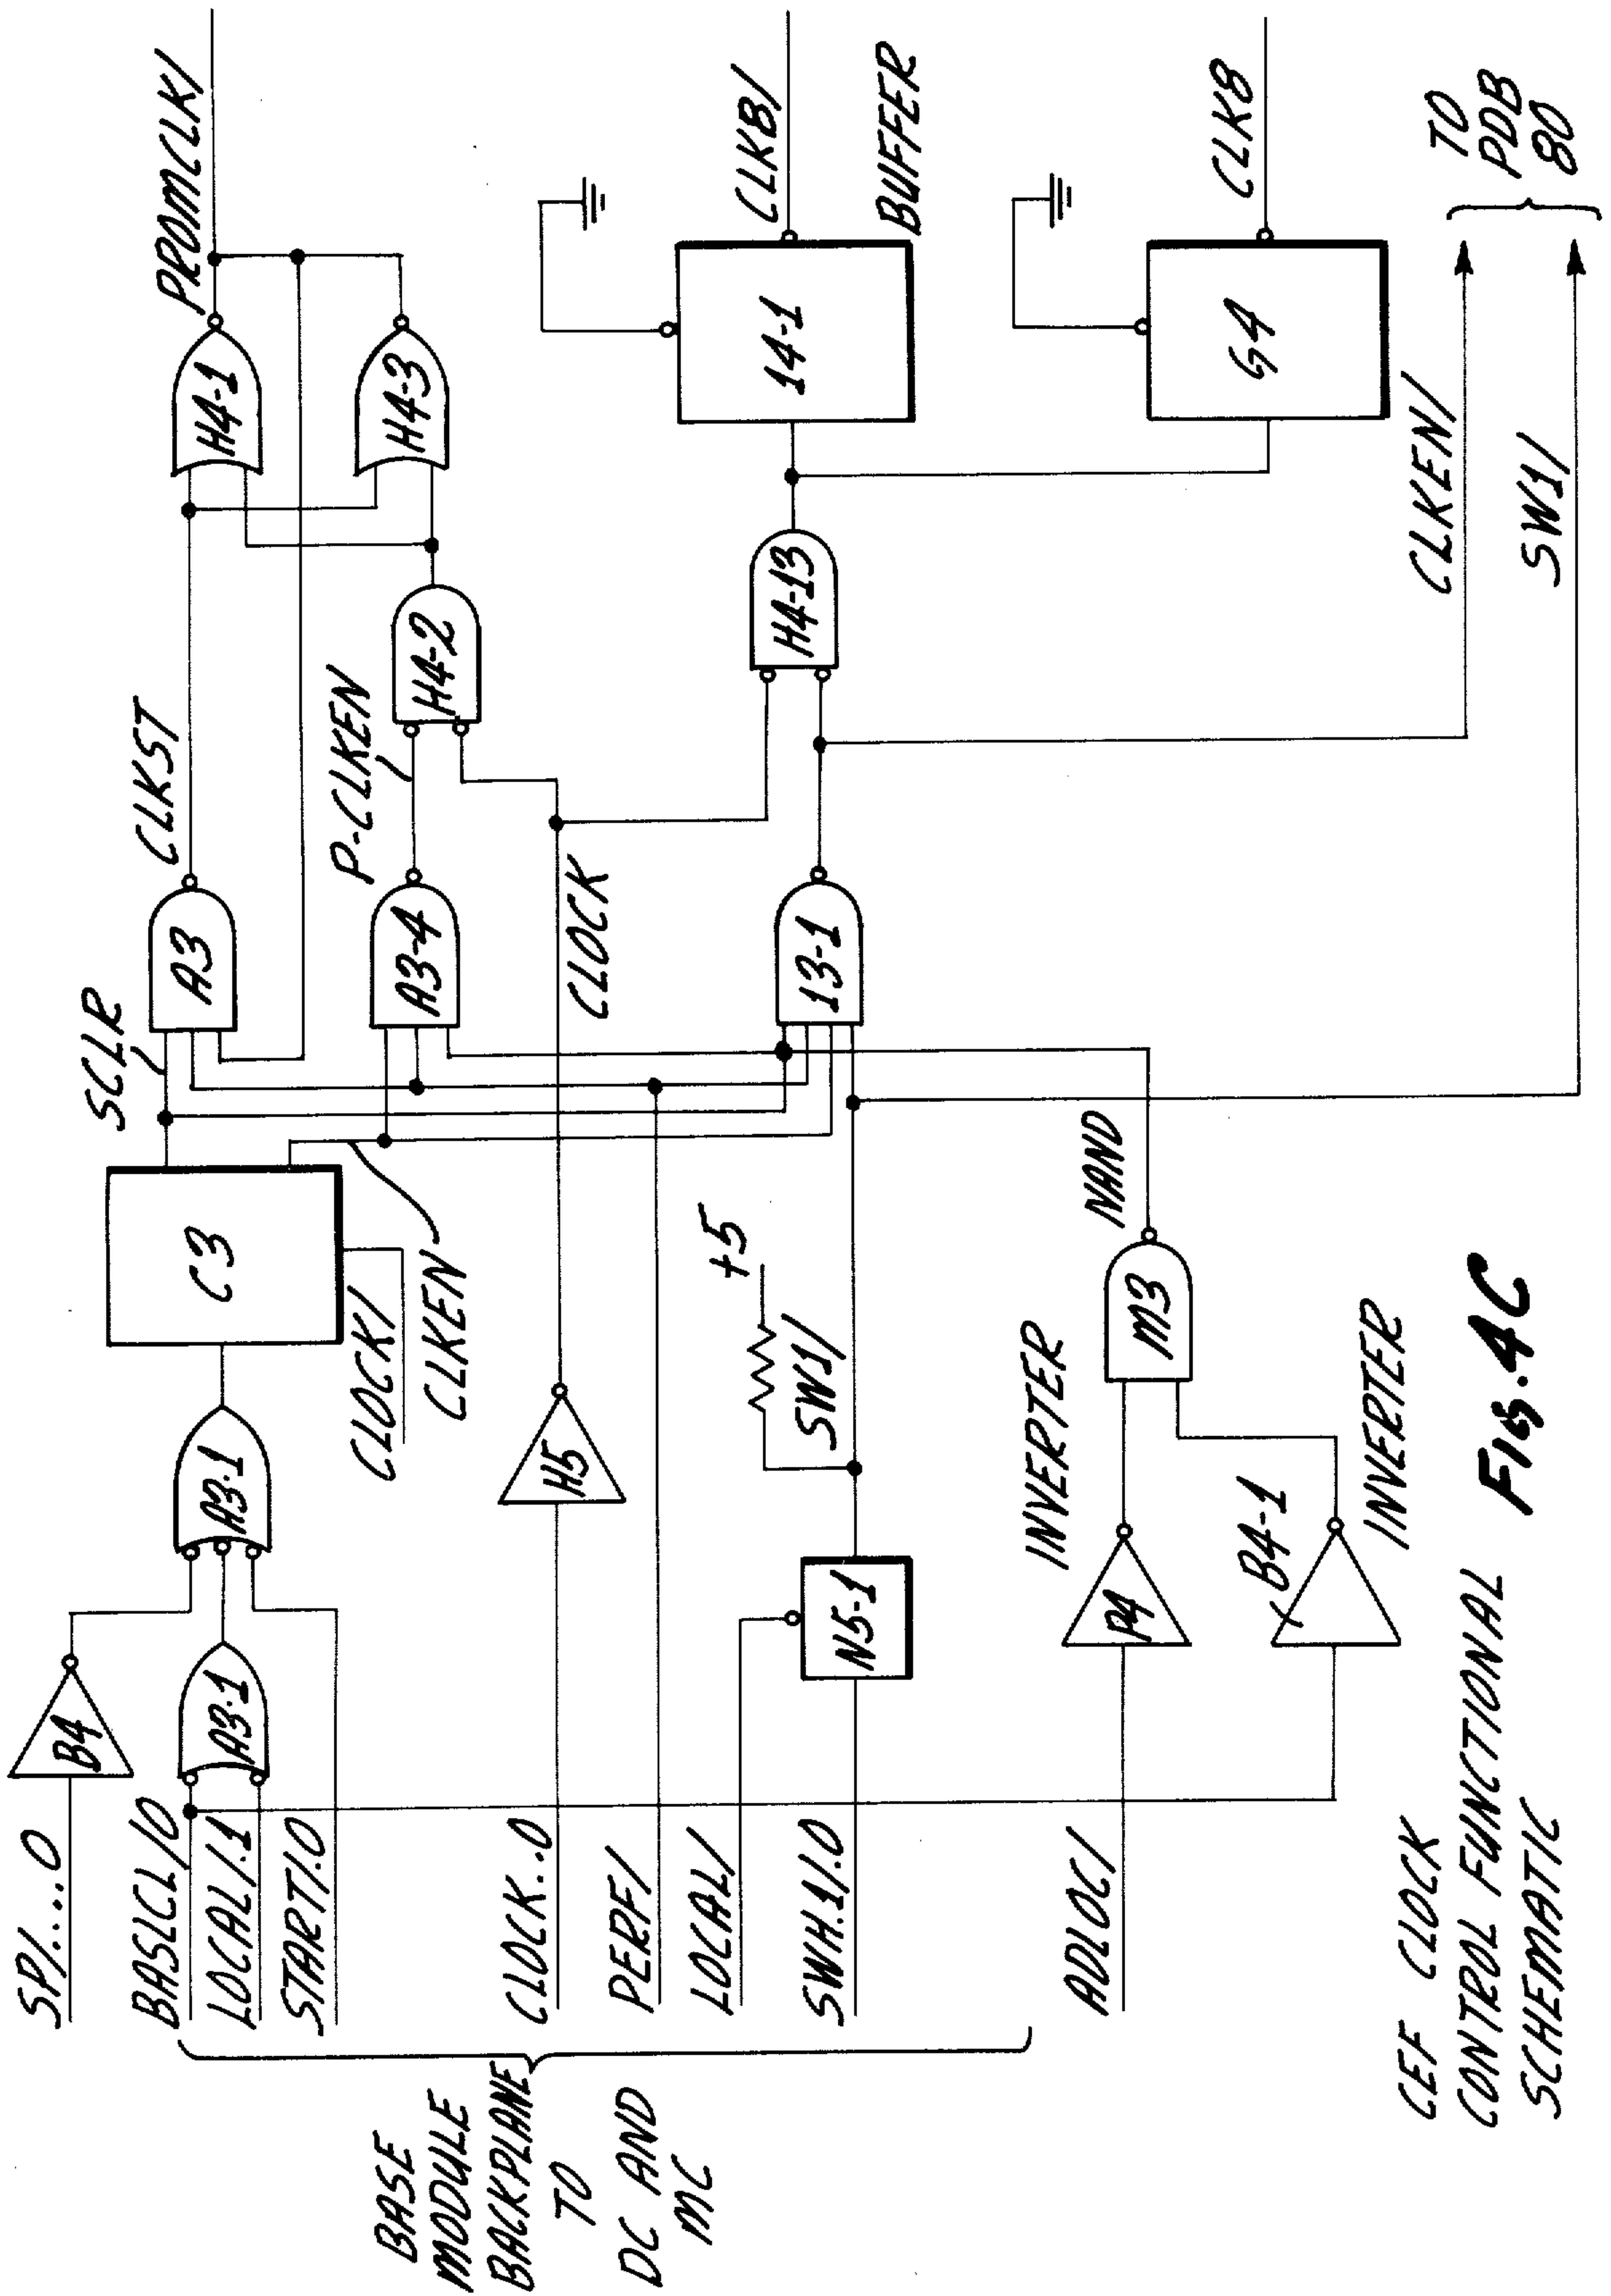 SP/....0
BASLCL/0
LOCAL/.1
START/.0
CLOCK..0
PERF/
LOCAL/
SWH.1/.0
ADLOC/
BASE
MODULE
BACKPLANE
TO
DC AND
MC
B4
A3-1
A3-1
C3
CLOCK/
CLKEN
SCLR
A3
CLKST
A3-4
P-CLKEN
H4-2
H4-1
H4-3
PROMCLK/
H5
CLOCK
13-1
H4-13
14-1
CLKB/
BUFFER
G4
CLK8
N5-1
+5
SW1/
P4
INVERTER
B4-1
INVERTER
M3
NAND
CLKEN/
SW1/
TO
PDB
80
CEF CLOCK
CONTROL FUNCTIONAL
SCHEMATIC
Fig. 4C